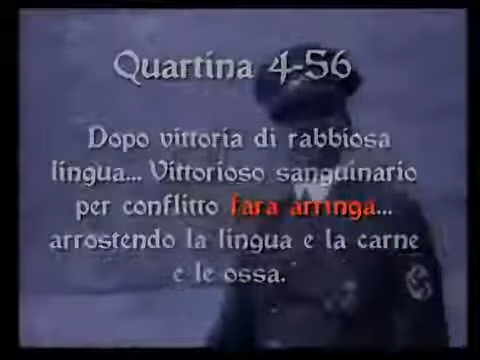 Quartina 4-56
Dopo vittoria di rabbiosa
lingua... Vittorioso sanguinario
per conflitto fara arringa...
arrostendo la lingua e la carne
e le ossa.